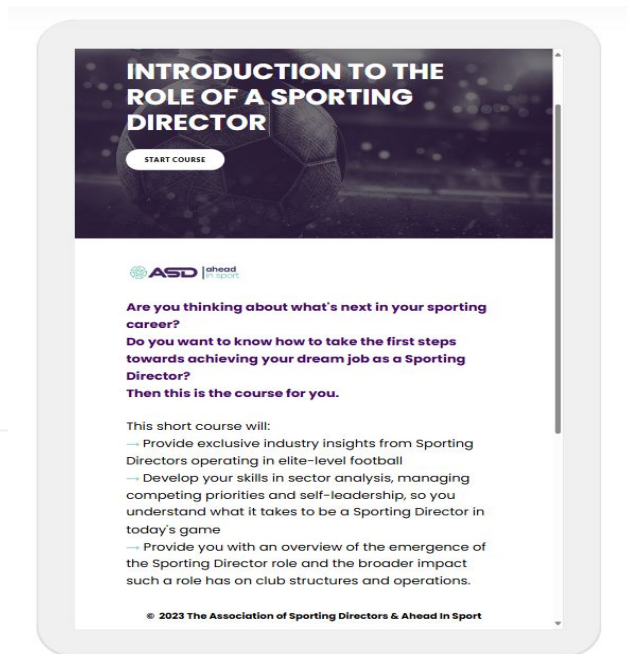 INTRODUCTION TO THE
ROLE OF A SPORTING
DIRECTOR
START COURSE
ASD | ahead
in sport
Are you thinking about what's next in your sporting
career?
Do you want to know how to take the first steps
towards achieving your dream job as a Sporting
Director?
Then this is the course for you.
This short course will:
→ Provide exclusive industry insights from Sporting
Directors operating in elite-level football
→ Develop your skills in sector analysis, managing
competing priorities and self-leadership, so you
understand what it takes to be a Sporting Director in
today's game
→ Provide you with an overview of the emergence of
the Sporting Director role and the broader impact
such a role has on club structures and operations.
© 2023 The Association of Sporting Directors & Ahead In Sport